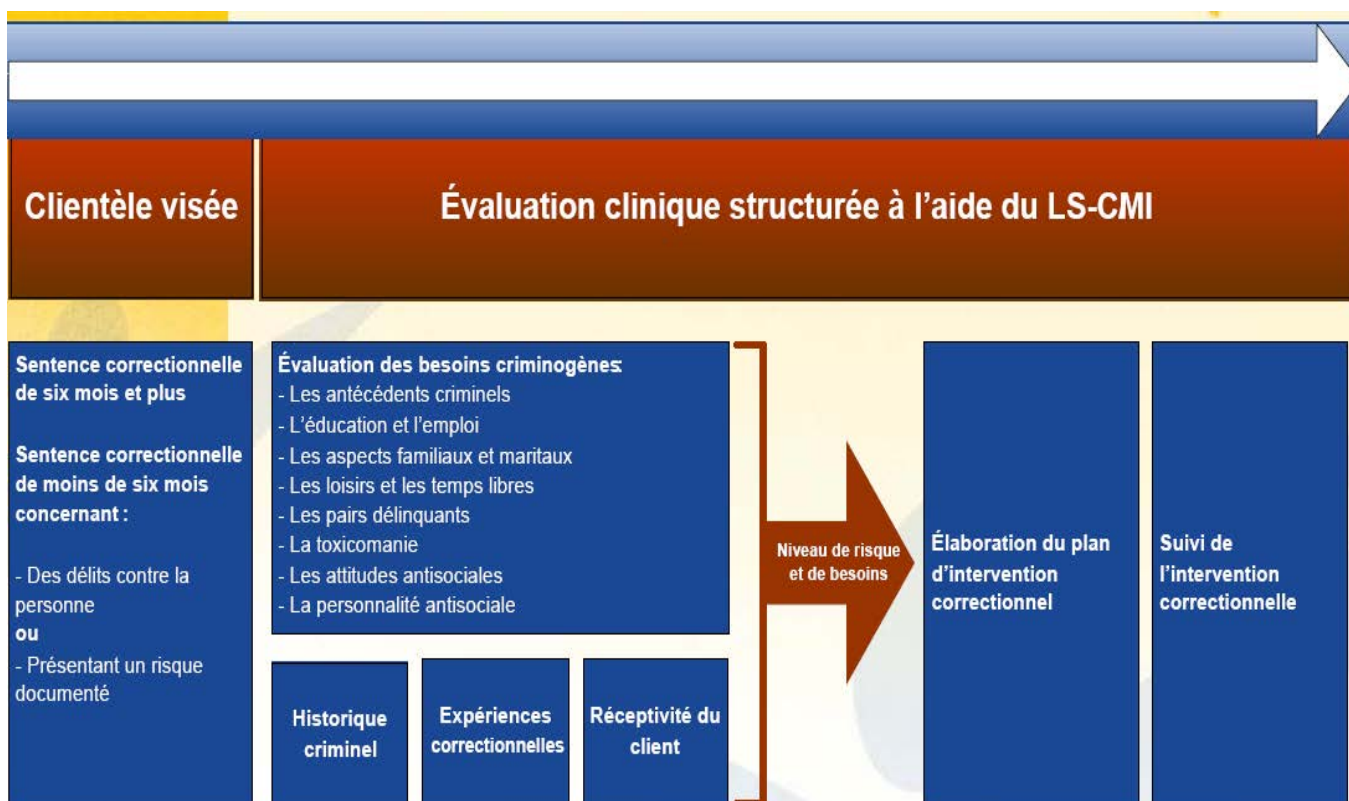 Clientèle visée
Évaluation clinique structurée à l'aide du LS-CMI
Sentence correctionnelle
de six mois et plus
Sentence correctionnelle
de moins de six mois
concernant :
- Des délits contre la
personne
ou
- Présentant un risque
documenté
Évaluation des besoins criminogènes:
- Les antécédents criminels
- L'éducation et l'emploi
- Les aspects familiaux et maritaux
- Les loisirs et les temps libres
- Les pairs délinquants
- La toxicomanie
- Les attitudes antisociales
- La personnalité antisociale
Historique
criminel
Expériences
correctionnelles
Réceptivité du
client
Niveau de risque
et de besoins
Élaboration du plan
d'intervention
correctionnel
Suivi de
l'intervention
correctionnelle